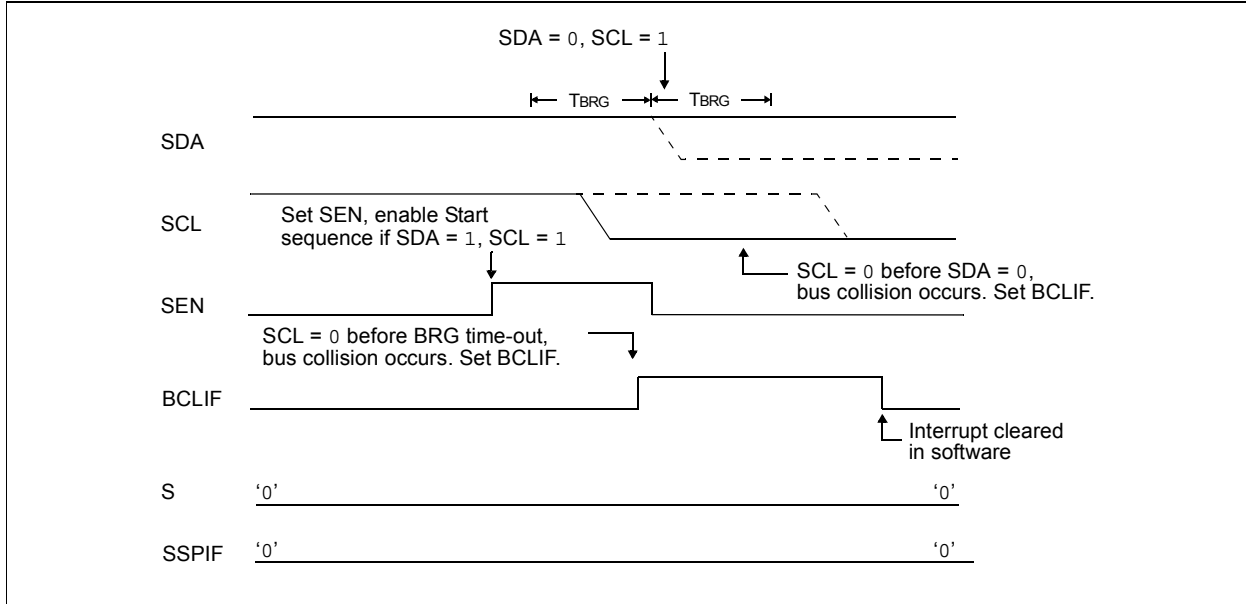 SDA = 0, SCL = 1
TBRG TBRG
SDA
SCL
Set SEN, enable Start
sequence if SDA = 1, SCL = 1
SCL = 0 before SDA = 0,
bus collision occurs. Set BCLIF.
SEN
SCL = 0 before BRG time-out,
bus collision occurs. Set BCLIF.
BCLIF
Interrupt cleared
in software
S ‘0’ ‘0’
SSPIF ‘0’ ‘0’